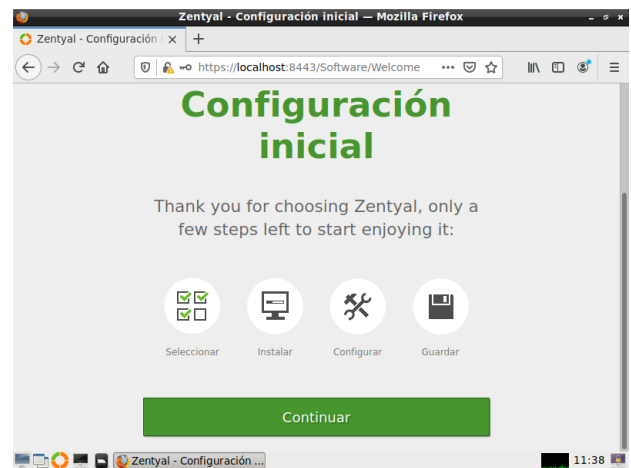 Zentyal - Configuración inicial — Mozilla Firefox
Zentyal - Configuración i
https://localhost:8443/Software/Welcome
Configuración
inicial
Thank you for choosing Zentyal, only a
few steps left to start enjoying it:
Seleccionar Instalar Configurar Guardar
Continuar
Zentyal - Configuración ... 11:38